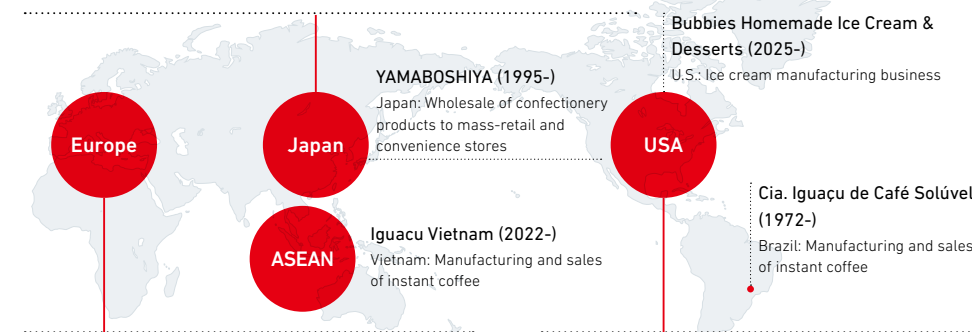 Bubbies Homemade Ice Cream &
Desserts (2025-)
U.S.: Ice cream manufacturing business
YAMABOSHIYA (1995-)
Japan: Wholesale of confectionery
products to mass-retail and
convenience stores
Europe
Japan
USA
Cia. Iguaçu de Café Solúvel
(1972-)
Brazil: Manufacturing and sales
of instant coffee
Iguacu Vietnam (2022-)
Vietnam: Manufacturing and sales
of instant coffee
ASEAN